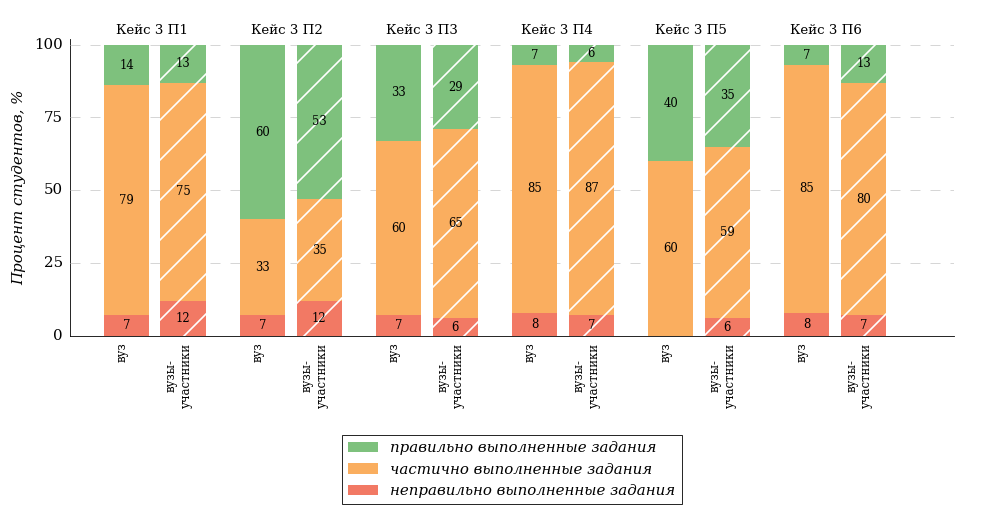 Кейс 3 П1 Кейс 3 П2 Кейс 3 П3 Кейс 3 П4 Кейс 3 П5 Кейс 3 П6
Процент студентов, %
100
75
50
25
0
14 13 60 53 33 29 7 6 40 35 7 13
79 75 33 35 60 65 85 87 60 59 85 80
7 12 7 12 7 6 8 7 6 8 7
вуз
вузы-
участники
вуз
вузы-
участники
вуз
вузы-
участники
вуз
вузы-
участники
вуз
вузы-
участники
вуз
вузы-
участники
правильно выполненные задания
частично выполненные задания
неправильно выполненные задания